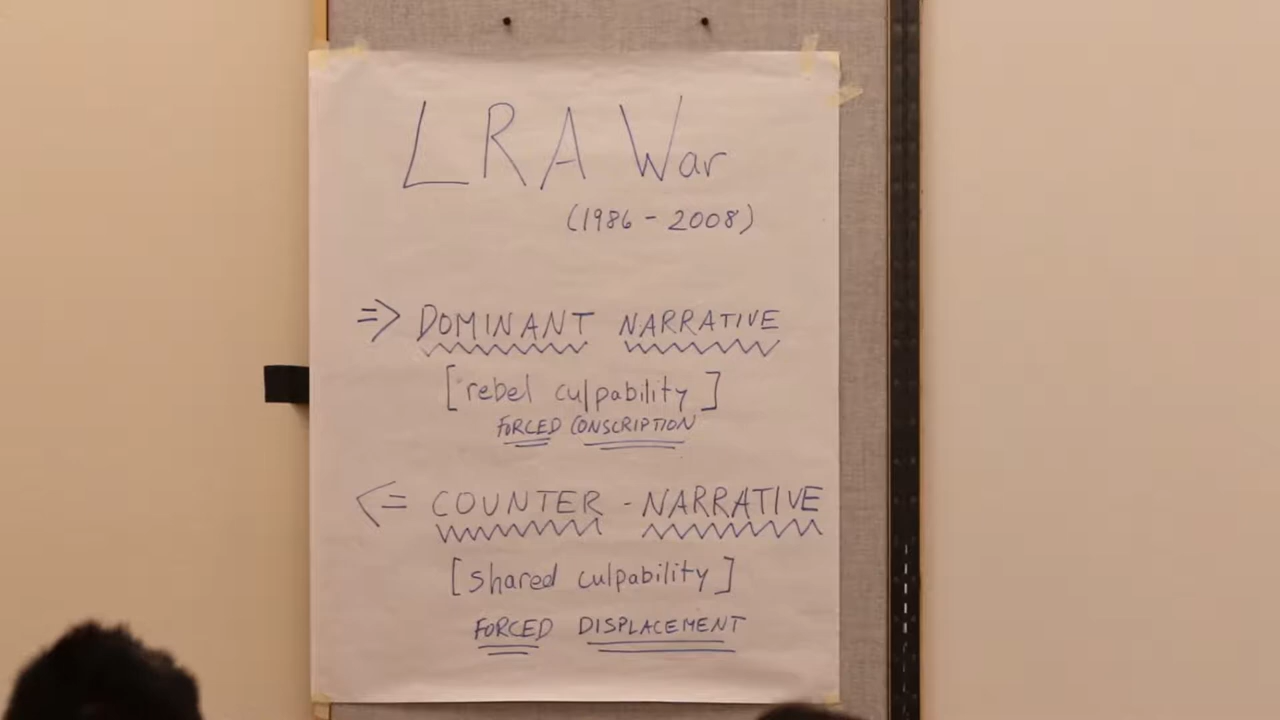 LRA War
(1986 - 2008)
=> DOMINANT NARRATIVE
[rebel culpability]
FORCED CONSCRIPTION
<= COUNTER - NARRATIVE
[shared culpability]
FORCED DISPLACEMENT